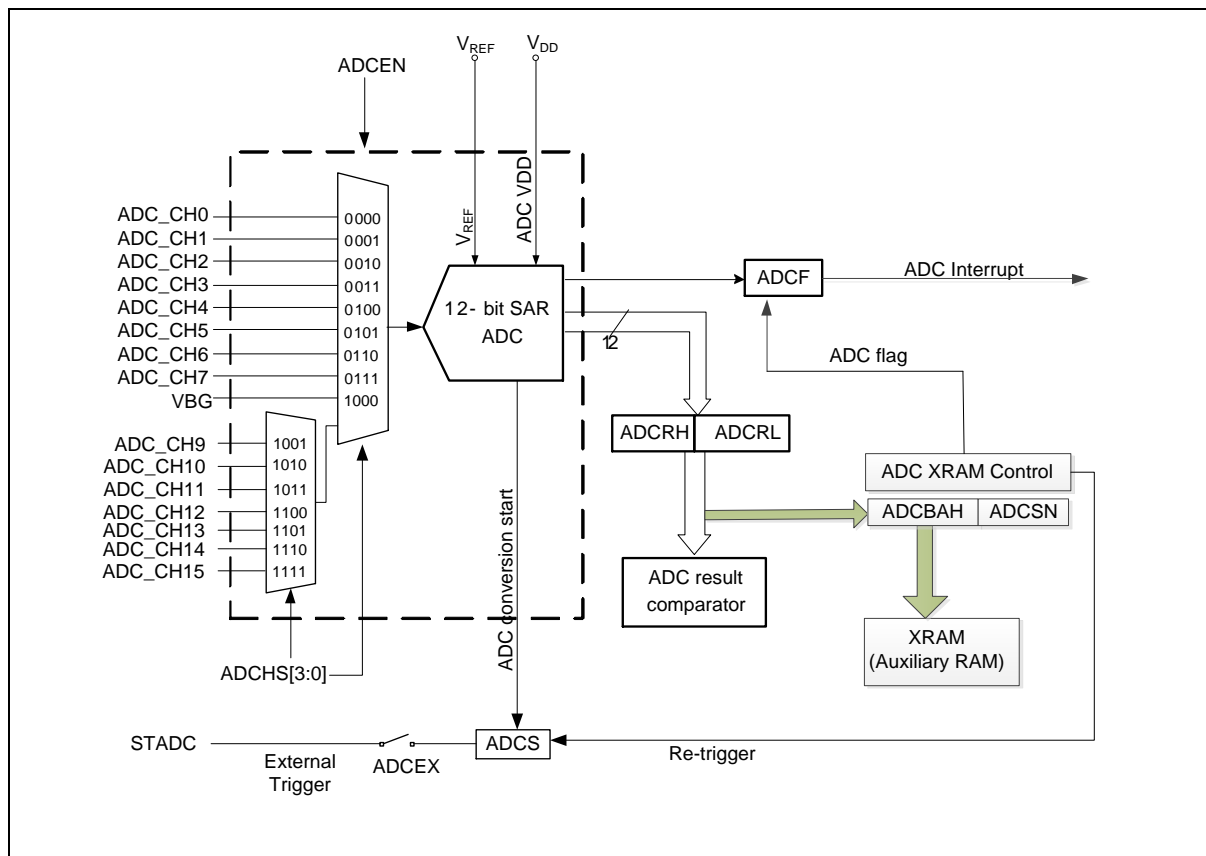 V_REF
V_DD
ADCEN
V_REF
ADC VDD
ADC_CH0
ADC_CH1
ADC_CH2
ADC_CH3
ADC_CH4
ADC_CH5
ADC_CH6
ADC_CH7
VBG
0000
0001
0010
0011
0100
0101
0110
0111
1000
12- bit SAR
ADC
12
ADCF
ADC Interrupt
ADC flag
ADCRH
ADCRL
ADC_CH9
ADC_CH10
ADC_CH11
ADC_CH12
ADC_CH13
ADC_CH14
ADC_CH15
1001
1010
1011
1100
1101
1110
1111
ADC XRAM Control
ADCBAH
ADCSN
ADC result
comparator
XRAM
(Auxiliary RAM)
ADC conversion start
ADCHS[3:0]
STADC
External
Trigger
ADCEX
ADCS
Re-trigger